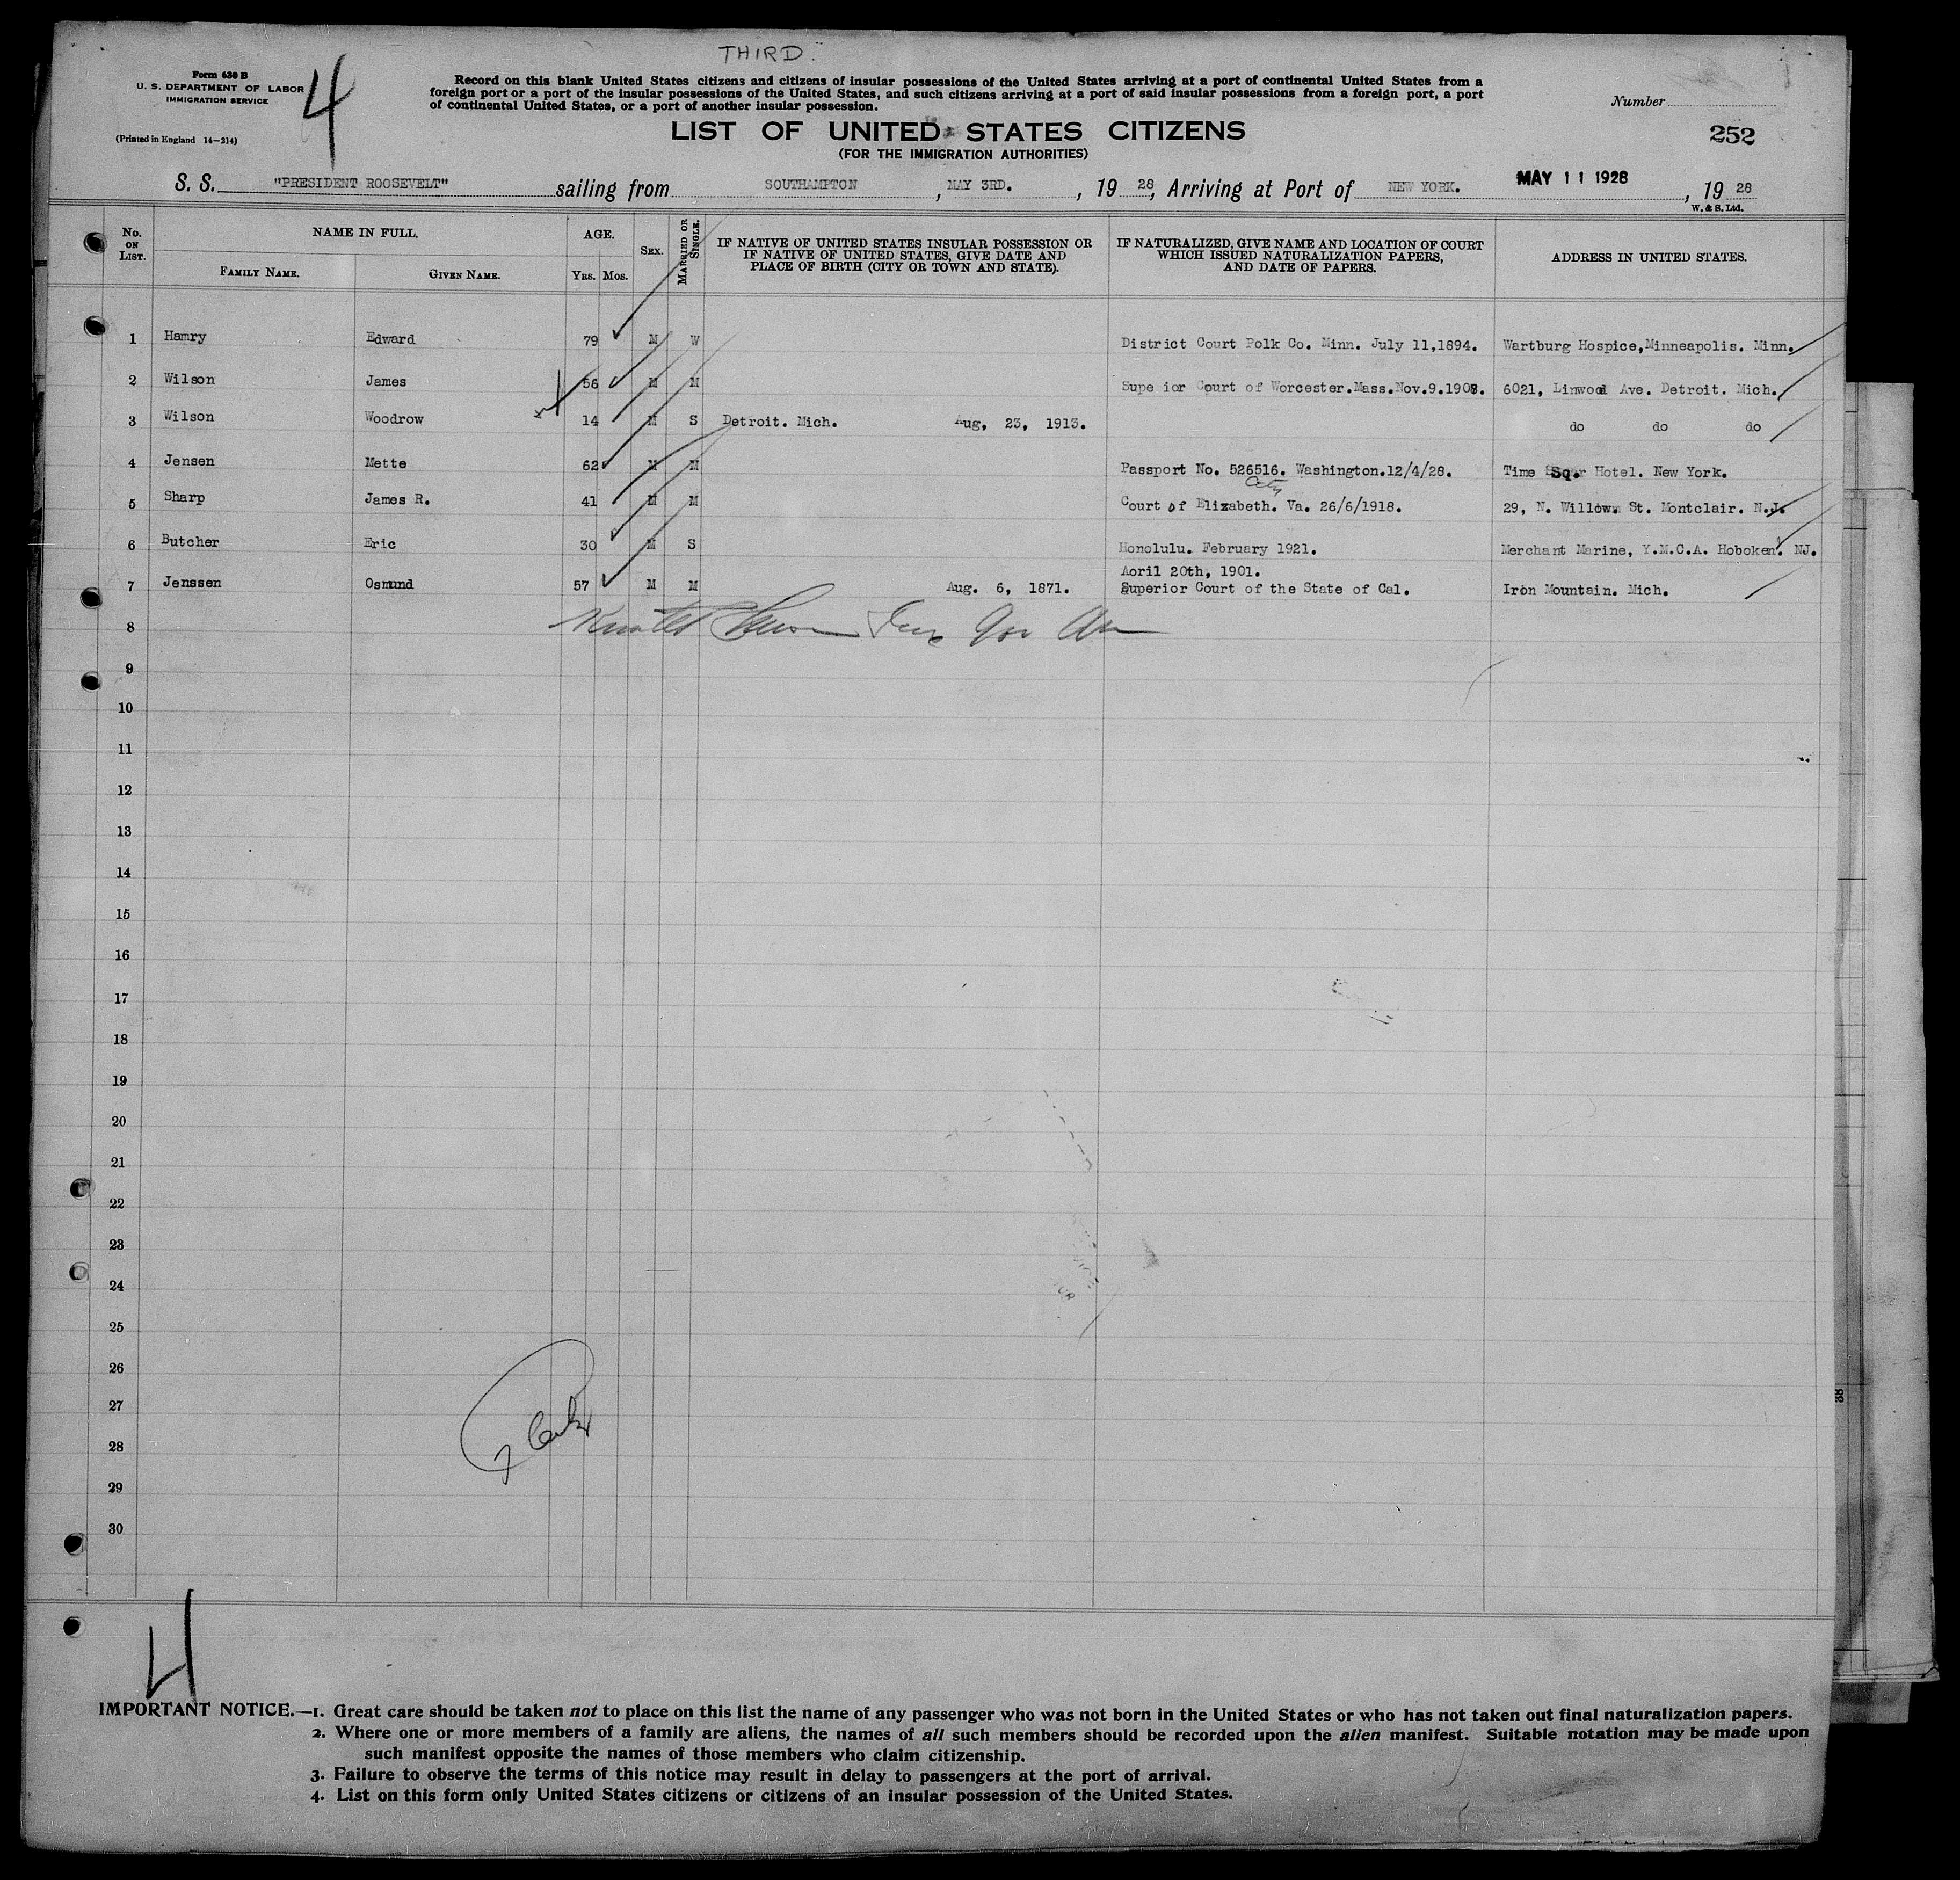 THIRD.
Form 630 B
U. S. DEPARTMENT OF LABOR
IMMIGRATION SERVICE
(Printed in England 14—214)
4
Record on this blank United States citizens and citizens of insular possessions of the United States arriving at a port of continental United States from a
foreign port or a port of the insular possessions of the United States, and such citizens arriving at a port of said insular possessions from a foreign port, a port
of continental United States, or a port of another insular possession.
Number
252
LIST OF UNITED STATES CITIZENS
(FOR THE IMMIGRATION AUTHORITIES)
S. S. "PRESIDENT ROOSEVELT" sailing from SOUTHAMPTON, MAY 3RD., 19 28, Arriving at Port of NEW YORK. MAY 11 1928, 19 28
W. & S. Ltd.
No. ON LIST. NAME IN FULL. FAMILY NAME. GIVEN NAME. AGE. YRS. MOS. SEX. MARRIED OR SINGLE. IF NATIVE OF UNITED STATES INSULAR POSSESSION OR IF NATIVE OF UNITED STATES, GIVE DATE AND PLACE OF BIRTH (CITY OR TOWN AND STATE). IF NATURALIZED, GIVE NAME AND LOCATION OF COURT WHICH ISSUED NATURALIZATION PAPERS, AND DATE OF PAPERS. ADDRESS IN UNITED STATES.
1 Hamry Edward 79 M W District Court Polk Co. Minn. July 11,1894. Wartburg Hospice,Minneapolis. Minn.
2 Wilson James 56 M M Supe ior Court of Worcester.Mass.Nov.9.1908. 6021, Linwood Ave. Detroit. Mich.
3 Wilson Woodrow 14 M S Detroit. Mich. Aug, 23, 1913. do do do
4 Jensen Mette 62 M M Passport No. 526516. Washington.12/4/28. Time Sq. Hotel. New York.
City
5 Sharp James R. 41 M M Court of Elizabeth. Va. 26/6/1918. 29, N. Willow. St. Montclair. N.J.
6 Butcher Eric 30 M S Honolulu. February 1921. Merchant Marine, Y.M.C.A. Hoboken. NJ.
Aoril 20th, 1901.
7 Jenssen Osmund 57 M M Aug. 6, 1871. Superior Court of the State of Cal. Iron Mountain. Mich.
8
9
10
11
12
13
14
15
16
17
18
19
20
21
22
23
24
25
26
27
28
29
30
4
IMPORTANT NOTICE.—1. Great care should be taken not to place on this list the name of any passenger who was not born in the United States or who has not taken out final naturalization papers.
2. Where one or more members of a family are aliens, the names of all such members should be recorded upon the alien manifest. Suitable notation may be made upon
such manifest opposite the names of those members who claim citizenship.
3. Failure to observe the terms of this notice may result in delay to passengers at the port of arrival.
4. List on this form only United States citizens or citizens of an insular possession of the United States.